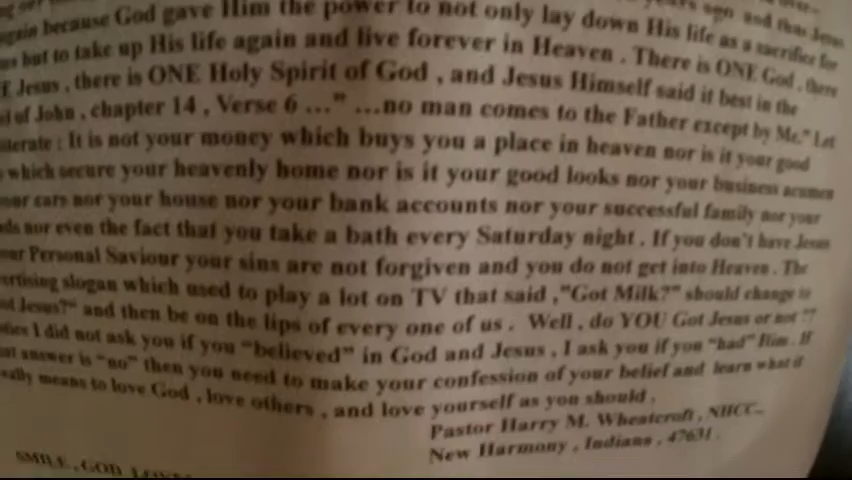 years ago and thus Jesus
again because God gave Him the power to not only lay down His life as a sacrifice for
us but to take up His life again and live forever in Heaven . There is ONE God , there
Jesus , there is ONE Holy Spirit of God , and Jesus Himself said it best in the
of John , chapter 14 , Verse 6 ..." ...no man comes to the Father except by Me." Let
: It is not your money which buys you a place in heaven nor is it your good
which secure your heavenly home nor is it your good looks nor your business acumen
your cars nor your house nor your bank accounts nor your successful family nor your
nor even the fact that you take a bath every Saturday night . If you don't have Jesus
your Personal Saviour your sins are not forgiven and you do not get into Heaven . The
slogan which used to play a lot on TV that said ,"Got Milk?" should change to
Jesus?" and then be on the lips of every one of us . Well , do YOU Got Jesus or not ??
I did not ask you if you "believed" in God and Jesus , I ask you if you "had" Him . If
answer is "no" then you need to make your confession of your belief and learn what it
really means to love God , love others , and love yourself as you should .
Pastor Harry M. Wheatcroft , NHCC
New Harmony , Indiana , 47631 .
SMILE , GOD